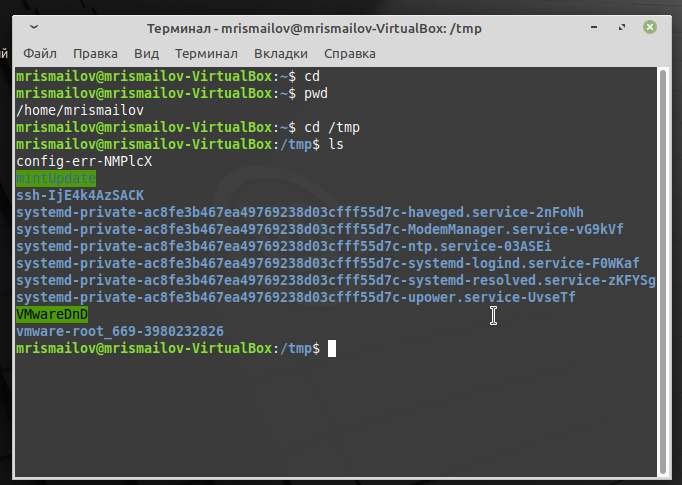 Терминал - mrismailov@mrismailov-VirtualBox: /tmp
ый
Файл Правка Вид Терминал Вкладки Справка
mrismailov@mrismailov-VirtualBox:~$ cd
mrismailov@mrismailov-VirtualBox:~$ pwd
/home/mrismailov
mrismailov@mrismailov-VirtualBox:~$ cd /tmp
mrismailov@mrismailov-VirtualBox:/tmp$ ls
config-err-NMPlcX
mintUpdate
ssh-IjE4k4AzSACK
systemd-private-ac8fe3b467ea49769238d03cfff55d7c-haveged.service-2nFoNh
systemd-private-ac8fe3b467ea49769238d03cfff55d7c-ModemManager.service-vG9kVf
systemd-private-ac8fe3b467ea49769238d03cfff55d7c-ntp.service-03ASEi
systemd-private-ac8fe3b467ea49769238d03cfff55d7c-systemd-logind.service-F0WKaf
systemd-private-ac8fe3b467ea49769238d03cfff55d7c-systemd-resolved.service-zKFYSg
systemd-private-ac8fe3b467ea49769238d03cfff55d7c-upower.service-UvseTf
VMwareDnD
vmware-root_669-3980232826
mrismailov@mrismailov-VirtualBox:/tmp$